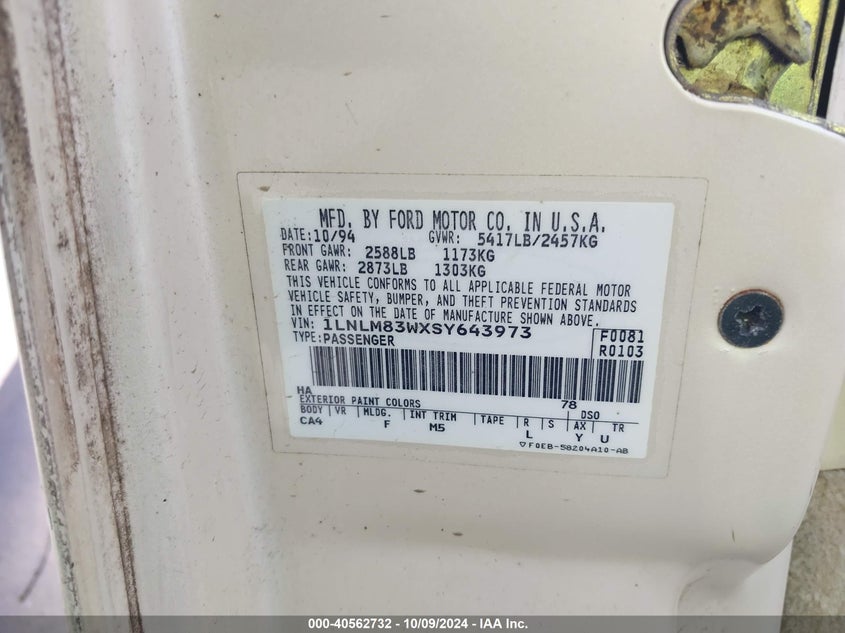 MFD. BY FORD MOTOR CO. IN U.S.A.
DATE: 10/94 GVWR: 5417LB/2457KG
FRONT GAWR: 2588LB 1173KG
REAR GAWR: 2873LB 1303KG
THIS VEHICLE CONFORMS TO ALL APPLICABLE FEDERAL MOTOR
VEHICLE SAFETY, BUMPER, AND THEFT PREVENTION STANDARDS
IN EFFECT ON THE DATE OF MANUFACTURE SHOWN ABOVE.
VIN: 1LNLM83WXSY643973 F0081
TYPE: PASSENGER R0103
HA 78
EXTERIOR PAINT COLORS DSO
BODY VR MLDG. INT TRIM TAPE R S AX TR
CA4 F M5 L Y U
▽F0EB-58204A10-AB
000-40562732 - 10/09/2024 - IAA Inc.